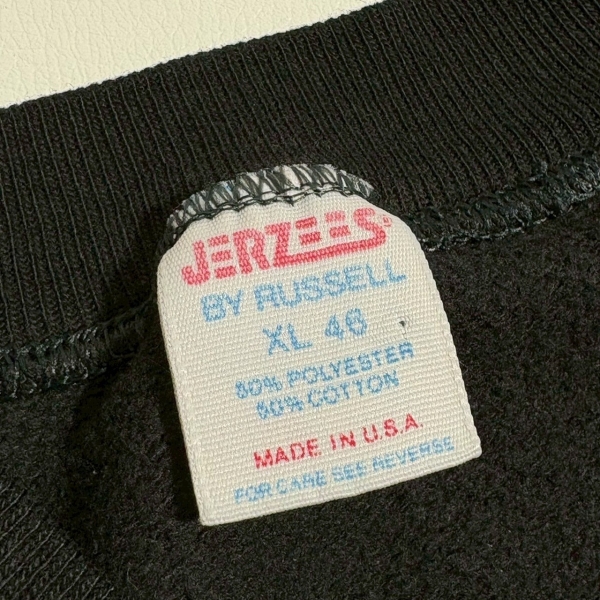 JERZEES
BY RUSSELL
XL 46
50% POLYESTER
50% COTTON
MADE IN U.S.A.
FOR CARE SEE REVERSE